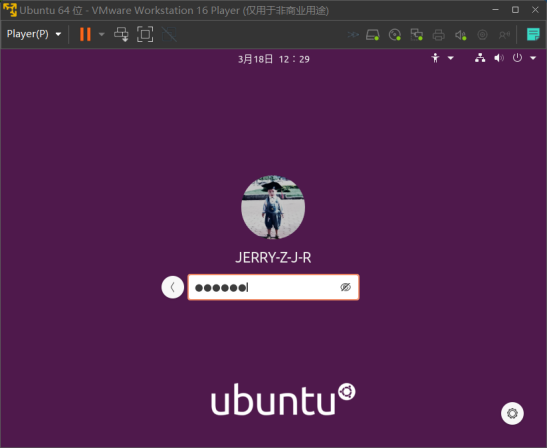 Ubuntu 64 位 - VMware Workstation 16 Player (仅用于非商业用途)
Player(P)
3月18日 12：29
JERRY-Z-J-R
ubuntu